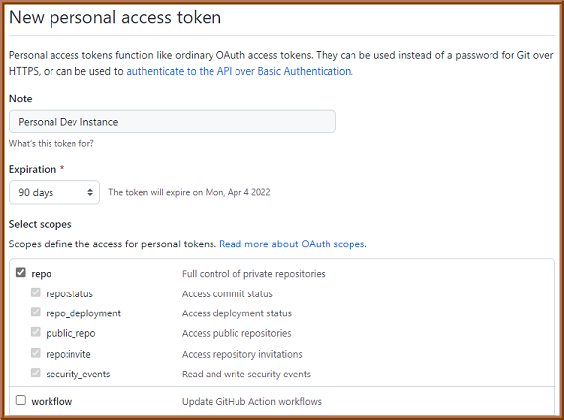 New personal access token
Personal access tokens function like ordinary OAuth access tokens. They can be used instead of a password for Git over
HTTPS, or can be used to authenticate to the API over Basic Authentication.
Note
Personal Dev Instance
What's this token for?
Expiration *
90 days The token will expire on Mon, Apr 4 2022
Select scopes
Scopes define the access for personal tokens. Read more about OAuth scopes.
repo Full control of private repositories
repo:status Access commit status
repo_deployment Access deployment status
public_repo Access public repositories
repo:invite Access repository invitations
security_events Read and write security events
workflow Update GitHub Action workflows